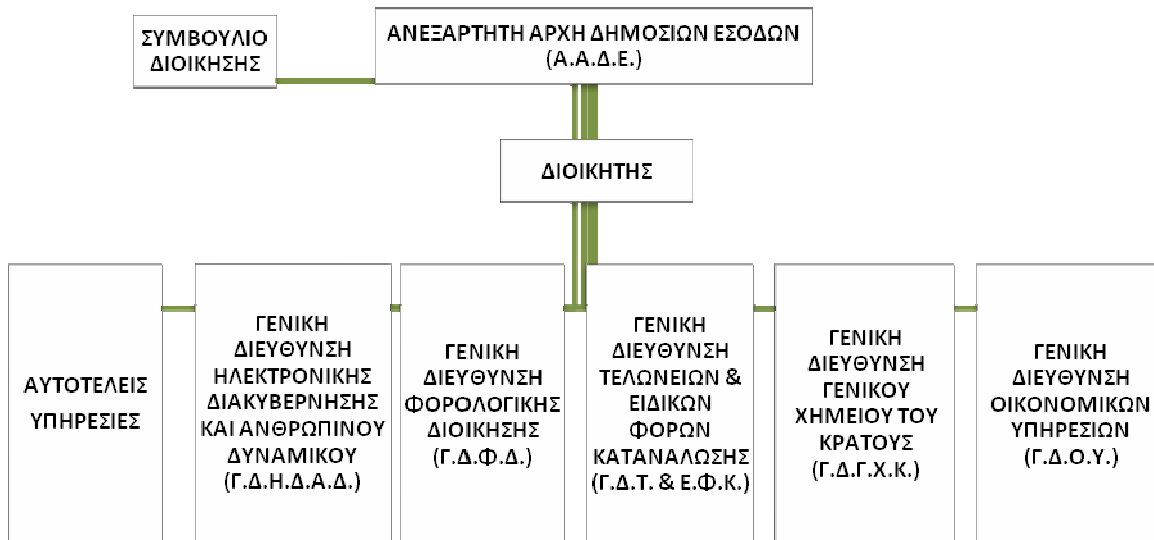 ΣΥΜΒΟΥΛΙΟ
ΔΙΟΙΚΗΣΗΣ
ΑΝΕΞΑΡΤΗΤΗ ΑΡΧΗ ΔΗΜΟΣΙΩΝ ΕΣΟΔΩΝ
(Α.Α.Δ.Ε.)
ΔΙΟΙΚΗΤΗΣ
ΑΥΤΟΤΕΛΕΙΣ
ΥΠΗΡΕΣΙΕΣ
ΓΕΝΙΚΗ
ΔΙΕΥΘΥΝΣΗ
ΗΛΕΚΤΡΟΝΙΚΗΣ
ΔΙΑΚΥΒΕΡΝΗΣΗΣ
ΚΑΙ ΑΝΘΡΩΠΙΝΟΥ
ΔΥΝΑΜΙΚΟΥ
(Γ.Δ.Η.Δ.Α.Δ.)
ΓΕΝΙΚΗ
ΔΙΕΥΘΥΝΣΗ
ΦΟΡΟΛΟΓΙΚΗΣ
ΔΙΟΙΚΗΣΗΣ
(Γ.Δ.Φ.Δ.)
ΓΕΝΙΚΗ
ΔΙΕΥΘΥΝΣΗ
ΤΕΛΩΝΕΙΩΝ &
ΕΙΔΙΚΩΝ
ΦΟΡΩΝ
ΚΑΤΑΝΑΛΩΣΗΣ
(Γ.Δ.Τ. & Ε.Φ.Κ.)
ΓΕΝΙΚΗ
ΔΙΕΥΘΥΝΣΗ
ΓΕΝΙΚΟΥ
ΧΗΜΕΙΟΥ ΤΟΥ
ΚΡΑΤΟΥΣ
(Γ.Δ.Γ.Χ.Κ.)
ΓΕΝΙΚΗ
ΔΙΕΥΘΥΝΣΗ
ΟΙΚΟΝΟΜΙΚΩΝ
ΥΠΗΡΕΣΙΩΝ
(Γ.Δ.Ο.Υ.)